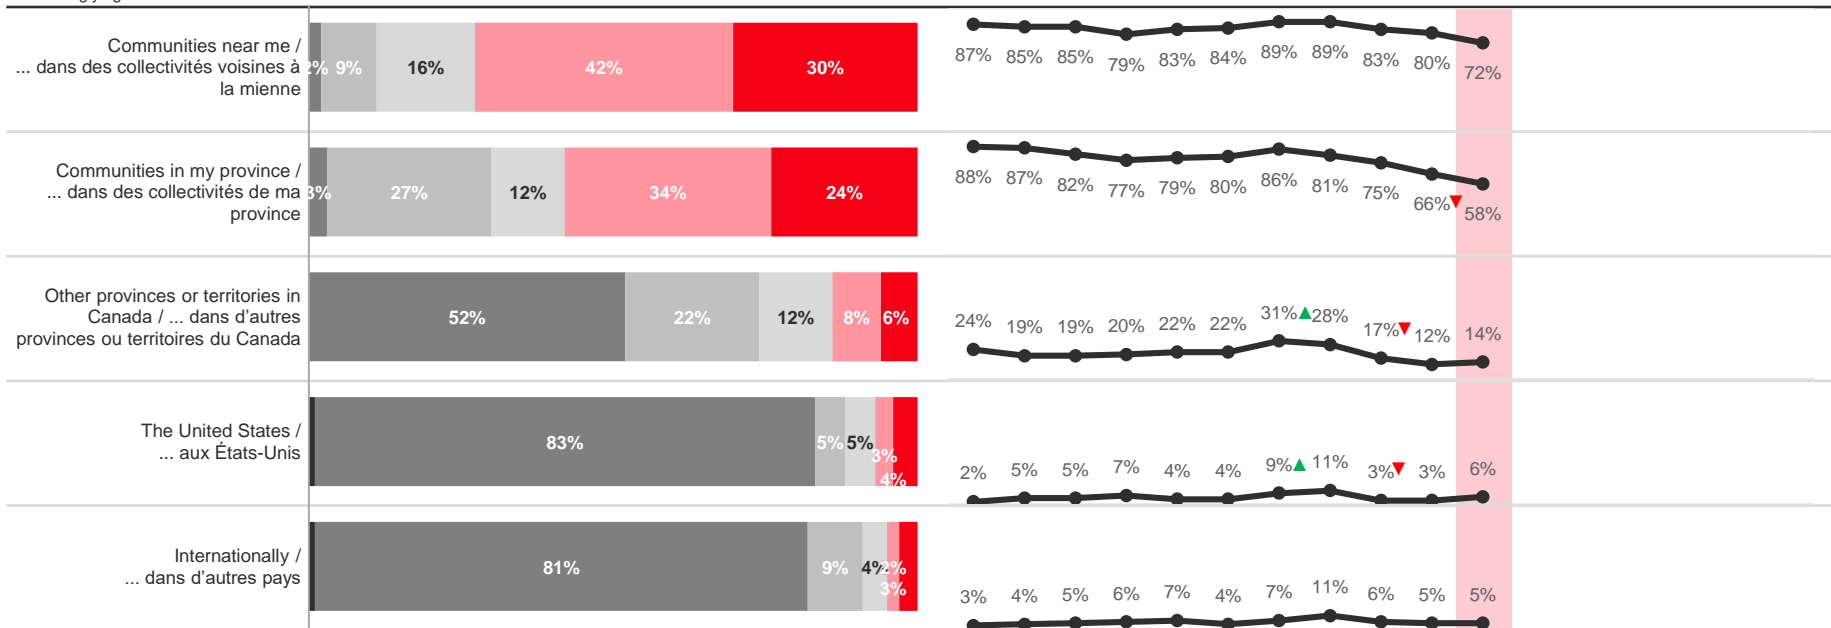 Communities near me /
... dans des collectivités voisines à
la mienne
2% 9% 16% 42% 30%
87% 85% 85% 79% 83% 84% 89% 89% 83% 80% 72%
Communities in my province /
... dans des collectivités de ma
province
3% 27% 12% 34% 24%
88% 87% 82% 77% 79% 80% 86% 81% 75% 66% 58%
Other provinces or territories in
Canada / ... dans d'autres
provinces ou territoires du Canada
52% 22% 12% 8% 6%
24% 19% 19% 20% 22% 22% 31% 28% 17% 12% 14%
The United States /
... aux États-Unis
83% 5% 5% 3% 4%
2% 5% 5% 7% 4% 4% 9% 11% 3% 3% 6%
Internationally /
... dans d'autres pays
81% 9% 4% 2% 3%
3% 4% 5% 6% 7% 4% 7% 11% 6% 5% 5%